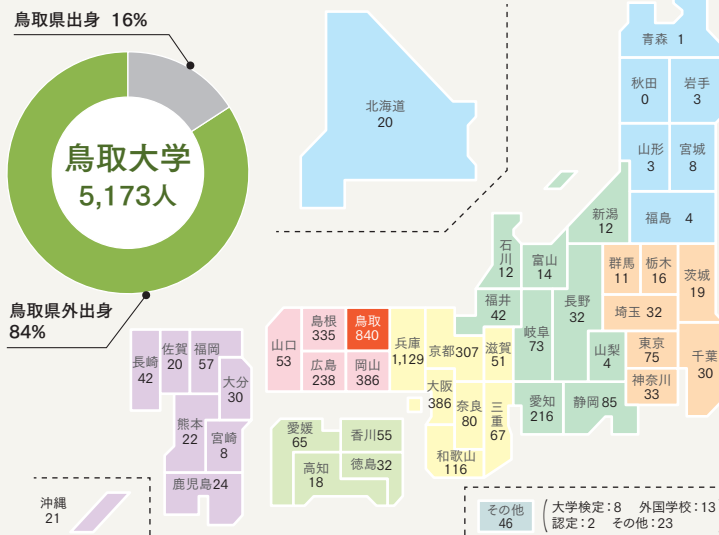 鳥取県出身 16%
鳥取大学
5,173人
鳥取県外出身
84%
北海道
20
青森 1
秋田
0
岩手
3
山形
3
宮城
8
福島 4
新潟
12
石川
12
富山
14
福井
42
岐阜
73
長野
32
山梨
4
愛知
216
静岡 85
群馬
11
栃木
16
茨城
19
埼玉 32
東京
75
千葉
30
神奈川
33
滋賀
51
京都307
兵庫
1,129
大阪
386
奈良
80
三重
67
和歌山
116
鳥取
840
島根
335
岡山
386
広島
238
山口
53
愛媛
65
香川55
高知
18
徳島32
福岡
57
佐賀
20
長崎
42
大分
30
熊本
22
宮崎
8
鹿児島24
沖縄
21
その他
46
(大学検定:8 外国学校:13
認定:2 その他:23